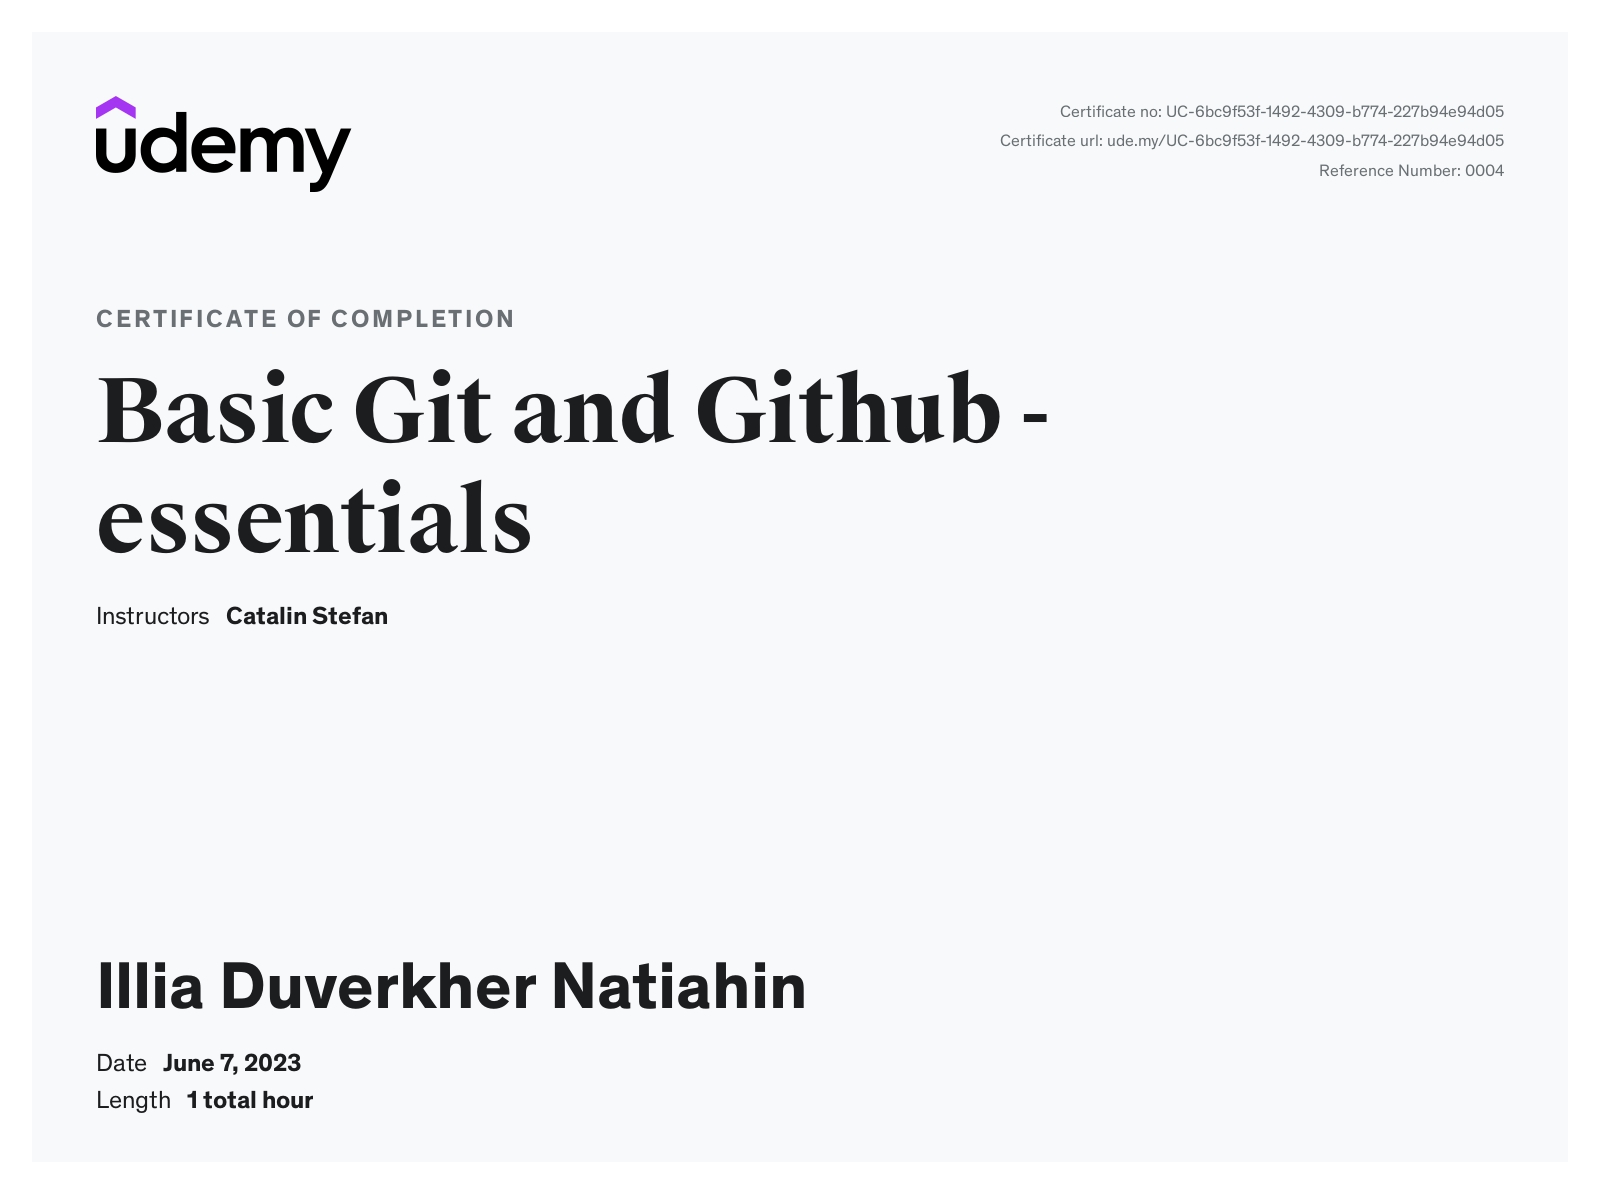 udemy
Certificate no: UC-6bc9f53f-1492-4309-b774-227b94e94d05
Certificate url: ude.my/UC-6bc9f53f-1492-4309-b774-227b94e94d05
Reference Number: 0004
CERTIFICATE OF COMPLETION
Basic Git and Github -
essentials
Instructors Catalin Stefan
Illia Duverkher Natiahin
Date June 7, 2023
Length 1 total hour